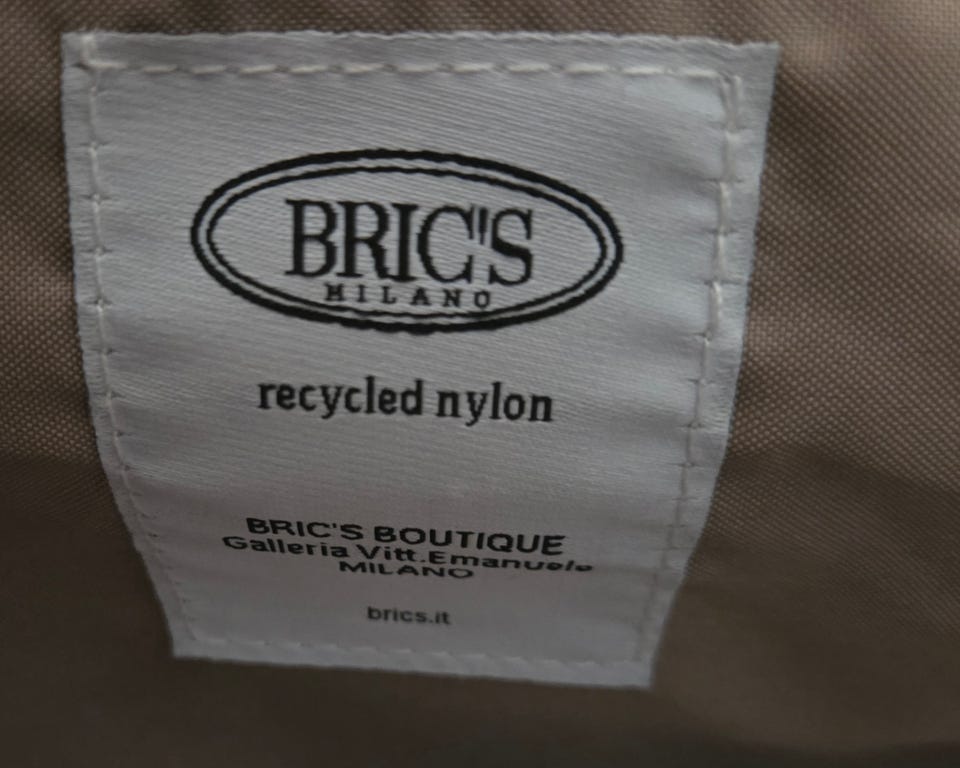 BRIC'S
MILANO
recycled nylon
BRIC'S BOUTIQUE
Galleria Vitt.Emanuele
MILANO
brics.it